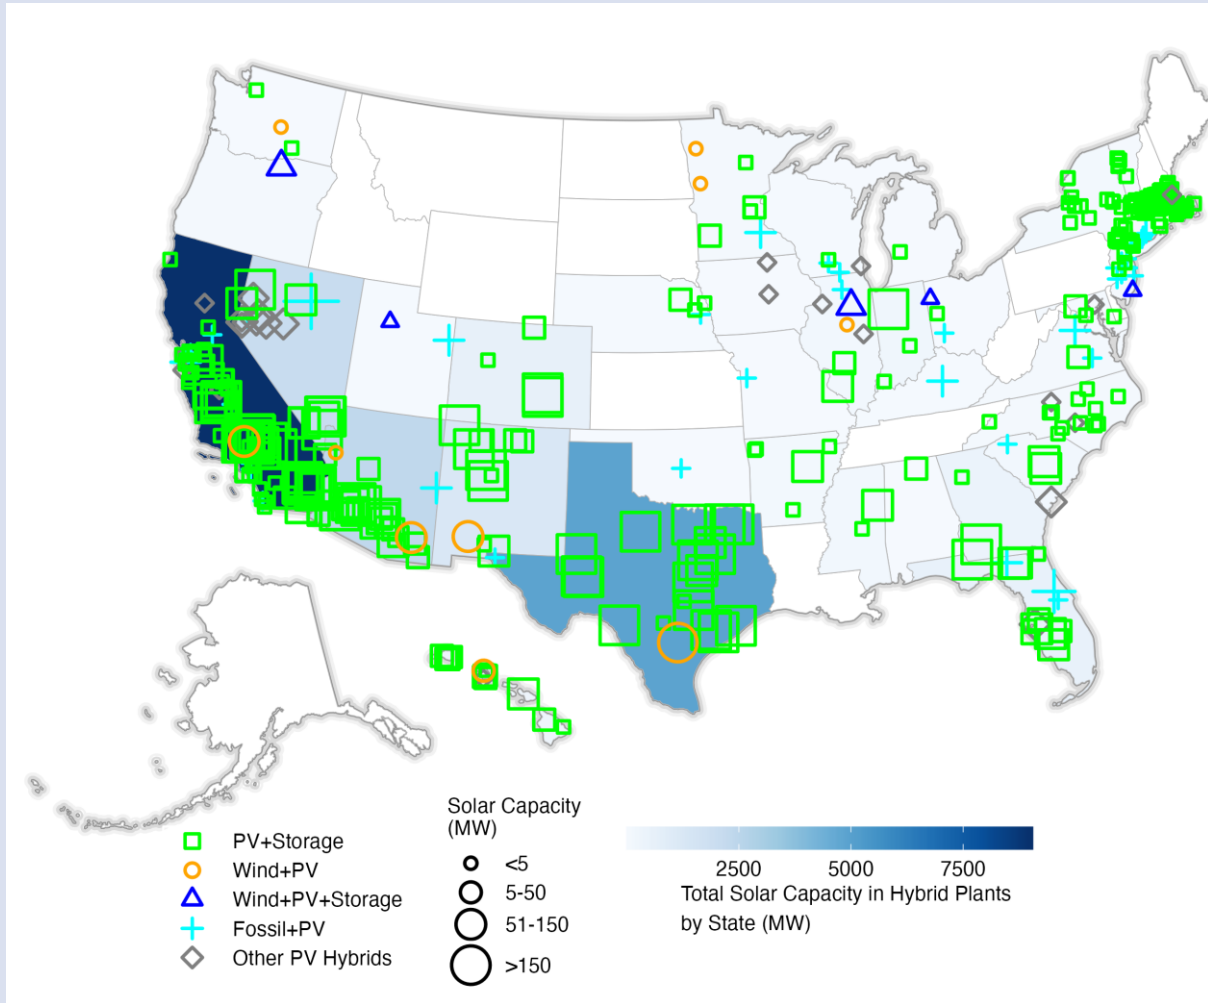 PV+Storage
Wind+PV
Wind+PV+Storage
Fossil+PV
Other PV Hybrids
Solar Capacity
(MW)
<5
5-50
51-150
>150
2500 5000 7500
Total Solar Capacity in Hybrid Plants
by State (MW)